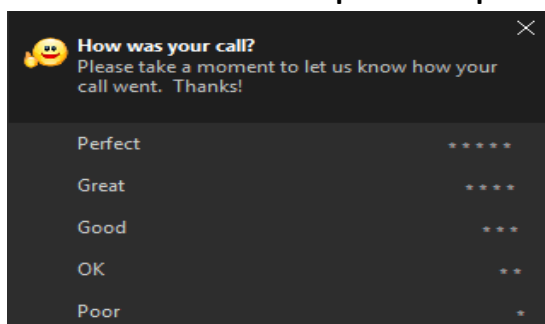 How was your call?
Please take a moment to let us know how your
call went.  Thanks!
Perfect *****
Great ****
Good ***
OK **
Poor *